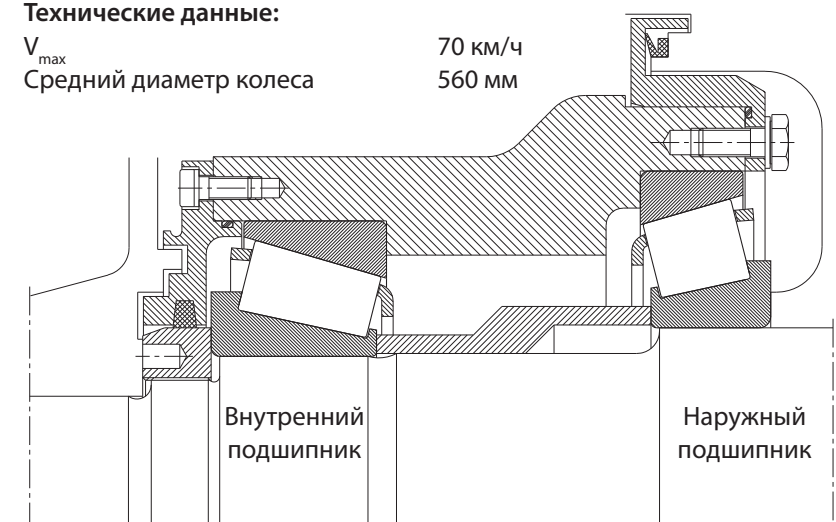 Технические данные:
Vmax 70 км/ч
Средний диаметр колеса 560 мм
Внутренний
подшипник
Наружный
подшипник